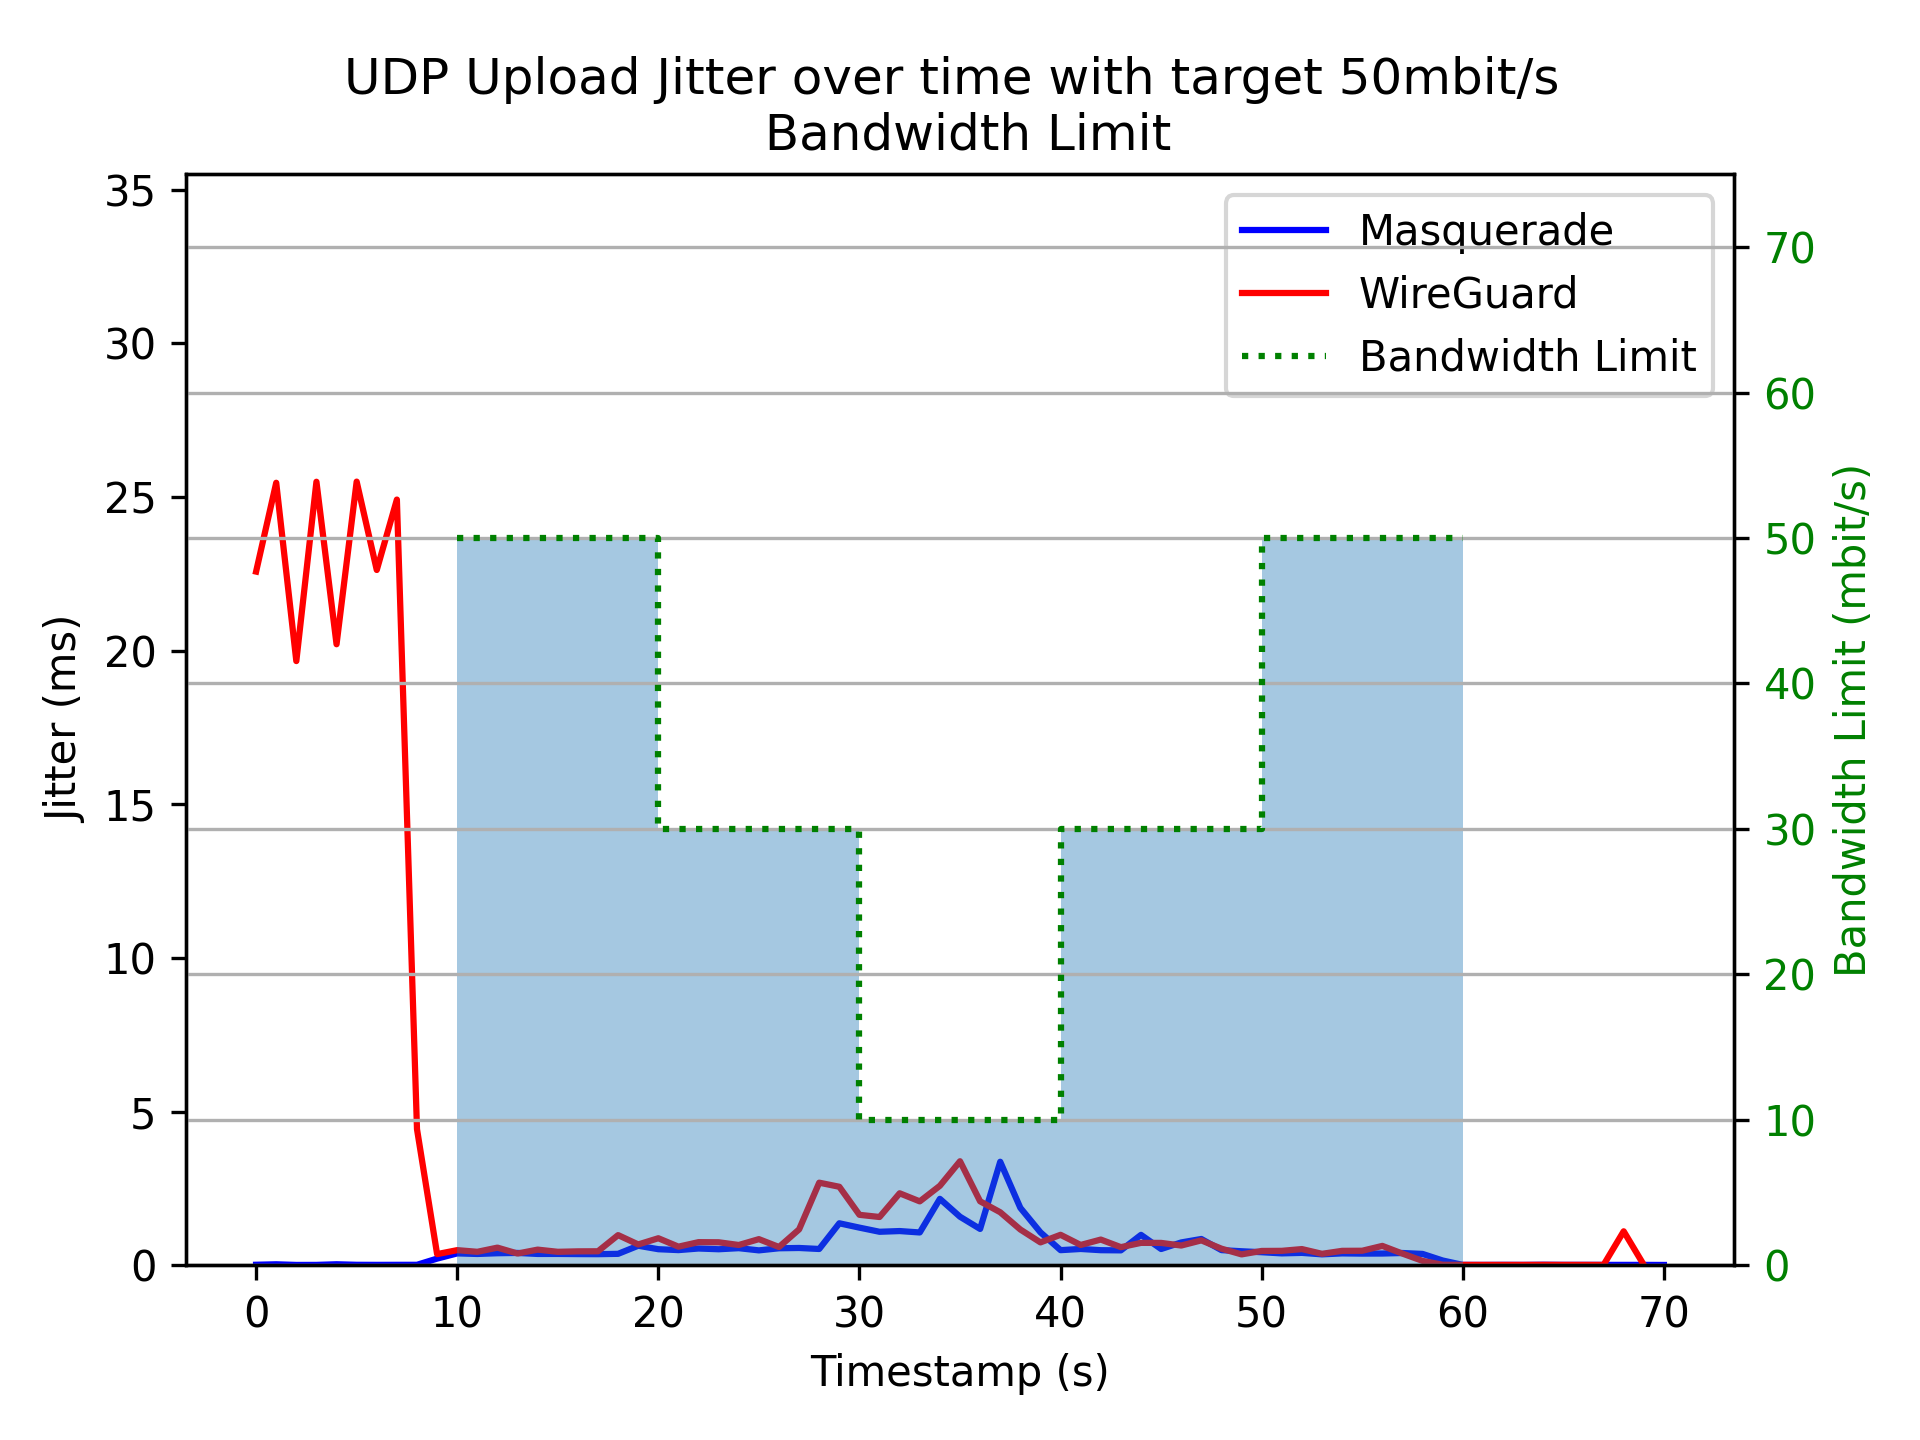 UDP Upload Jitter over time with target 50mbit/s
Bandwidth Limit
Masquerade
WireGuard
Bandwidth Limit
35
30
25
20
15
10
5
0
Jitter (ms)
70
60
50
40
30
20
10
0
Bandwidth Limit (mbit/s)
0 10 20 30 40 50 60 70
Timestamp (s)